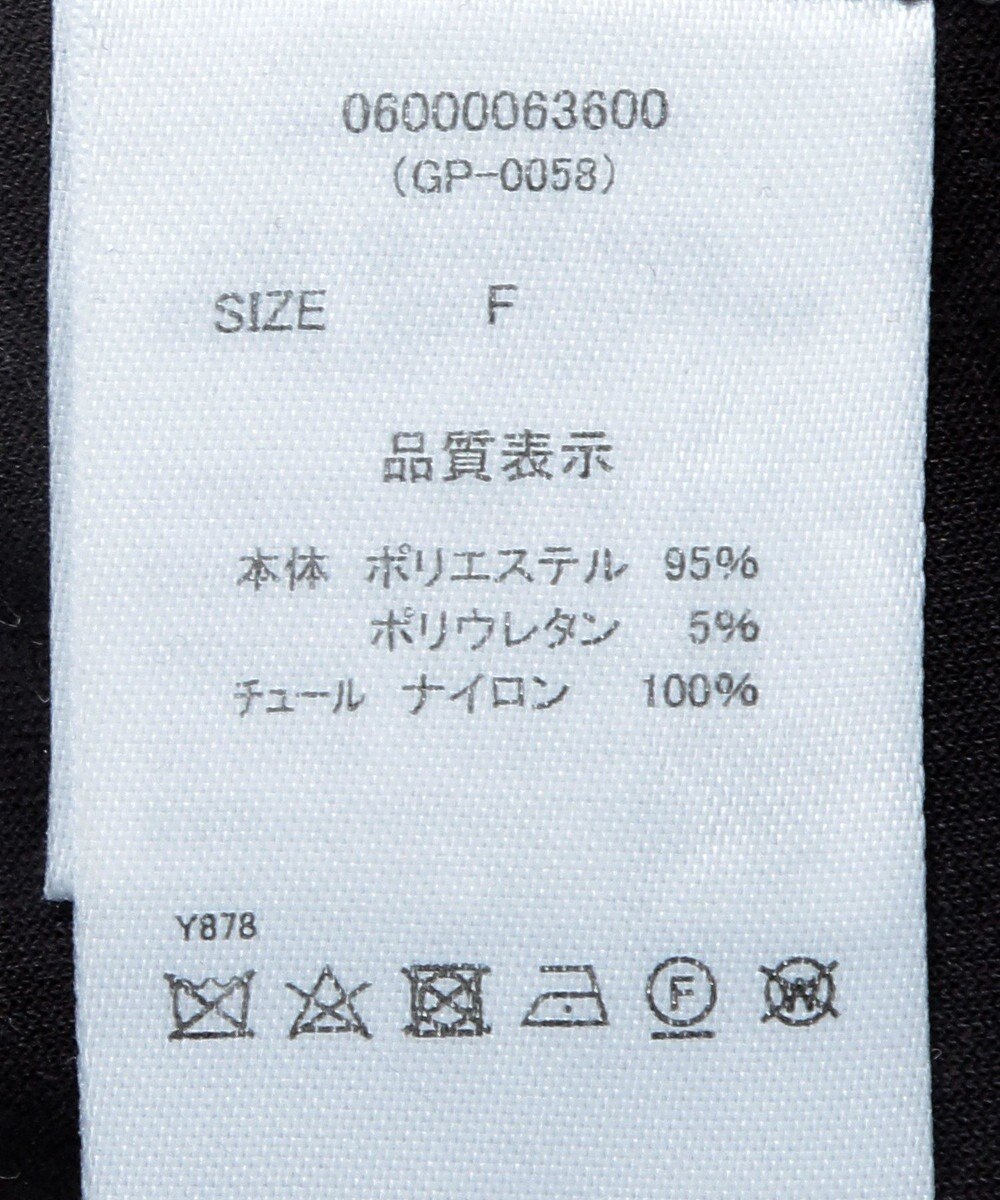 06000063600
(GP-0058)
SIZE F
品質表示
本体 ポリエステル 95%
ポリウレタン 5%
チュール ナイロン 100%
Y878
F W